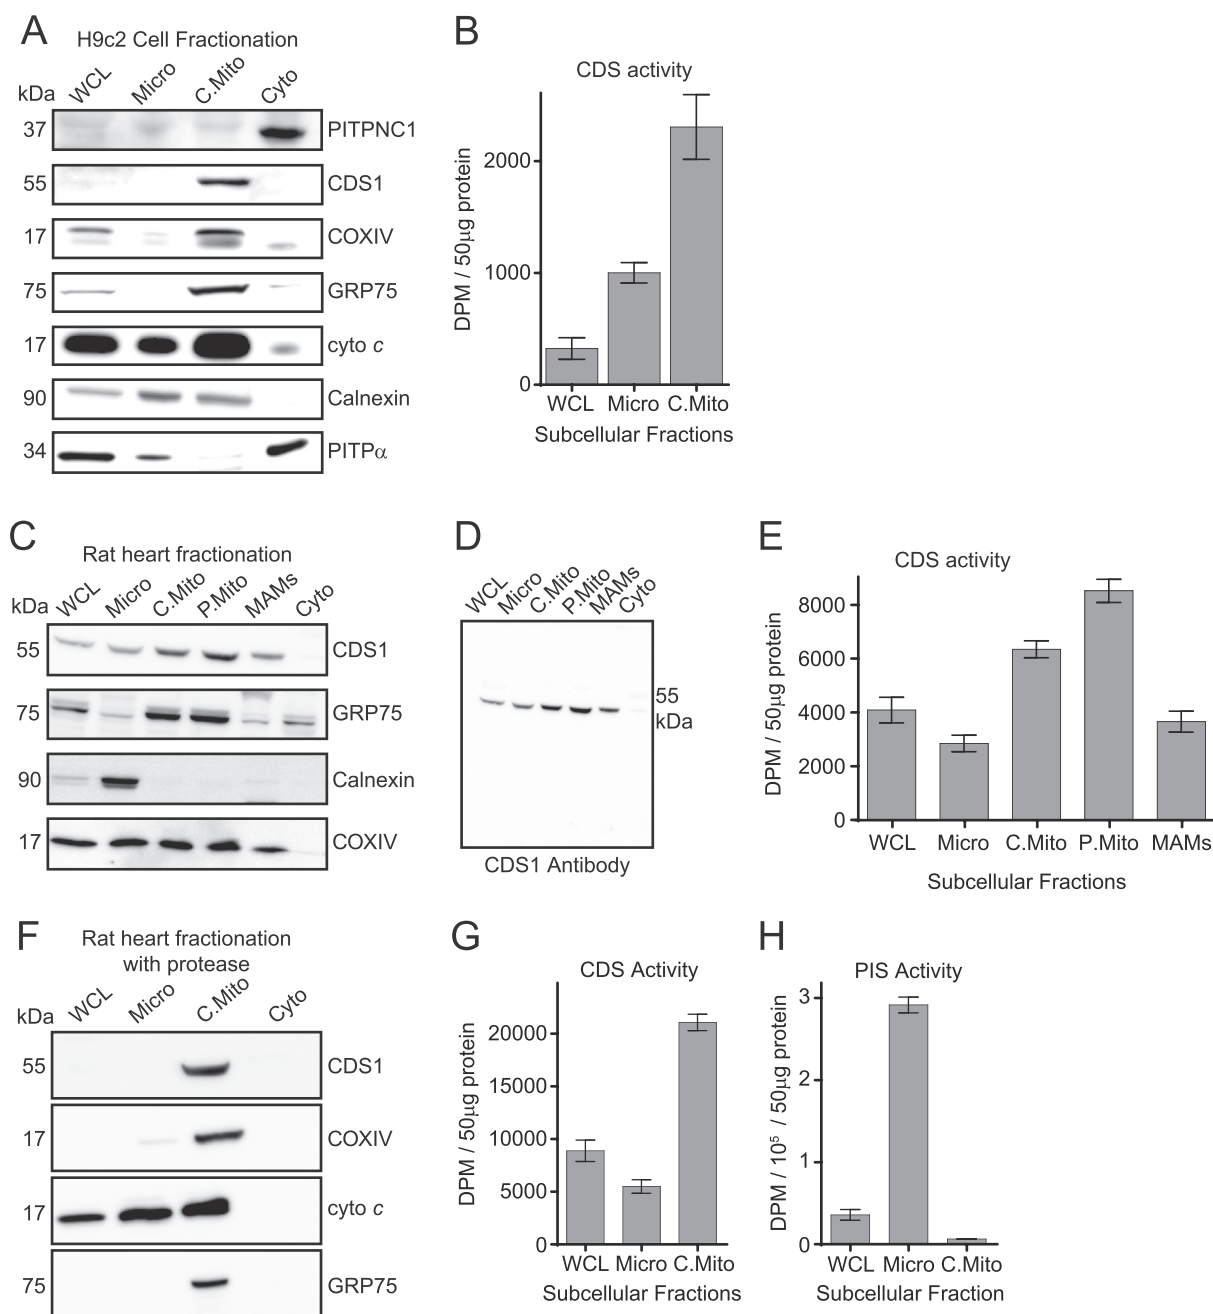 A
H9c2 Cell Fractionation
kDa
WCL
Micro
C.Mito
Cyto
37
PITPNC1
55
CDS1
17
COXIV
75
GRP75
17
cyto c
90
Calnexin
34
PITPα
B
CDS activity
DPM / 50µg protein
2000
1000
0
WCL Micro C.Mito
Subcellular Fractions
C
Rat heart fractionation
kDa
WCL
Micro
C.Mito
P.Mito
MAMs
Cyto
55
CDS1
75
GRP75
90
Calnexin
17
COXIV
D
WCL
Micro
C.Mito
P.Mito
MAMs
Cyto
55
kDa
CDS1 Antibody
E
CDS activity
DPM / 50µg protein
8000
6000
4000
2000
0
WCL Micro C.Mito P.Mito MAMs
Subcellular Fractions
F
Rat heart fractionation
with protease
kDa
WCL
Micro
C.Mito
Cyto
55
CDS1
17
COXIV
17
cyto c
75
GRP75
G
CDS Activity
DPM / 50µg protein
20000
15000
10000
5000
0
WCL Micro C.Mito
Subcellular Fractions
H
PIS Activity
DPM / 10⁵ / 50µg protein
3
2
1
0
WCL Micro C.Mito
Subcellular Fraction